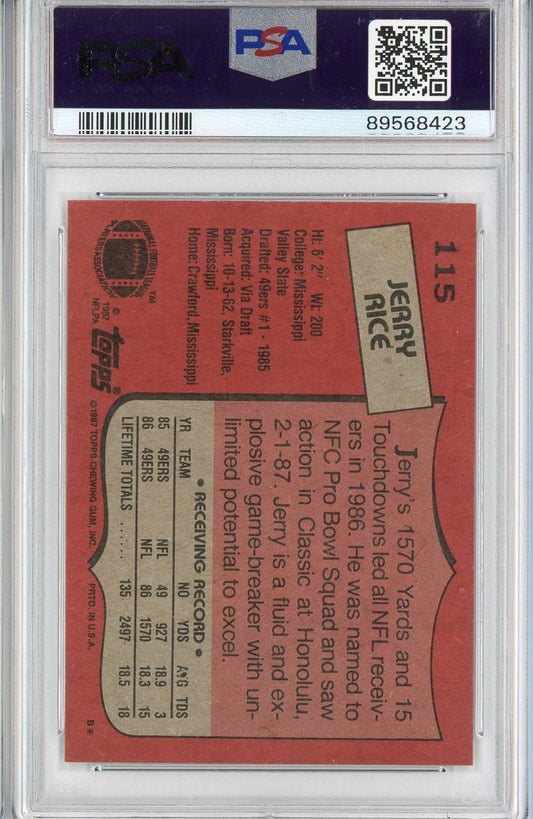 PSA
PSA
89568423
115
JERRY
RICE
Ht: 6' 2" Wt: 200
College: Mississippi
Valley State
Drafted: 49ers #1 - 1985
Acquired: Via Draft
Born: 10-13-62, Starkville,
Mississippi
Home: Crawford, Mississippi
Jerry's 1570 Yards and 15
Touchdowns led all NFL receiv-
ers in 1986. He was named to
NFC Pro Bowl Squad and saw
action in Classic at Honolulu,
2-1-87. Jerry is a fluid and ex-
plosive game-breaker with un-
limited potential to excel.
• RECEIVING RECORD •
YR TEAM NO YDS AVG TDS
85 49ERS NFL 49 927 18.9 3
86 49ERS NFL 86 1570 18.3 15
LIFETIME TOTALS ...... 135 2497 18.5 18
NATIONAL FOOTBALL LEAGUE
PLAYERS ASSOCIATION
TM
© 1987
NFLPA
topps®
© 1987 TOPPS CHEWING GUM, INC. PRTD. IN U.S.A. B*